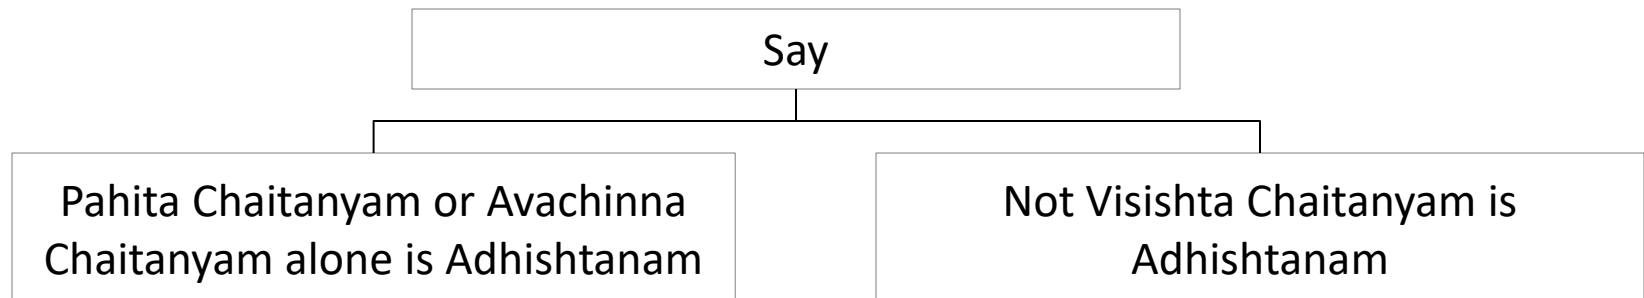 Say
Pahita Chaitanyam or Avachinna
Chaitanyam alone is Adhishtanam
Not Visishta Chaitanyam is
Adhishtanam